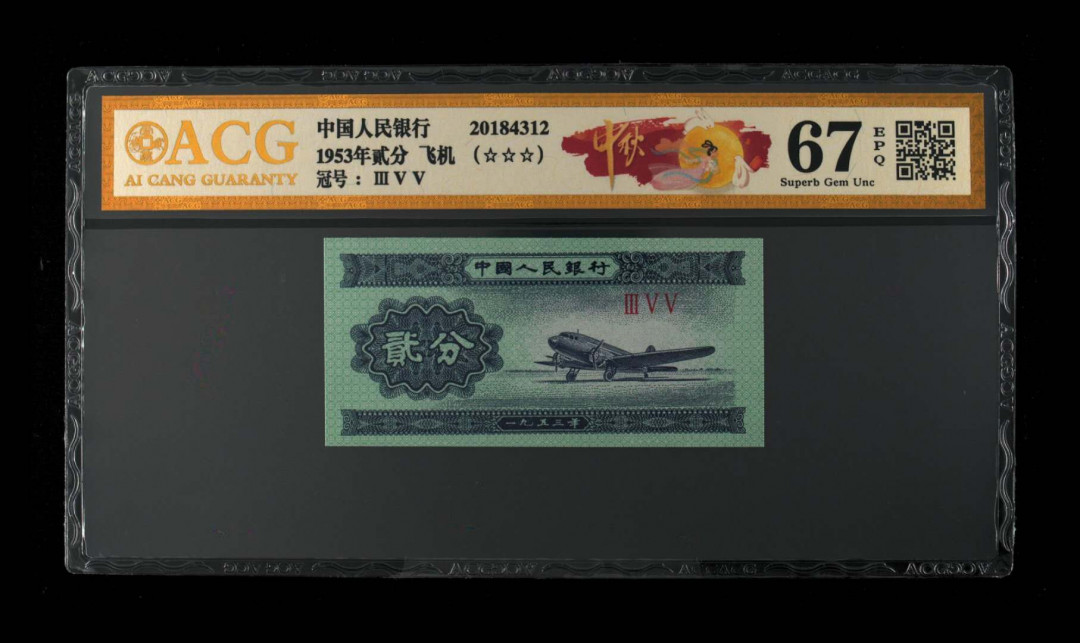 ACG
AI CANG GUARANTY
中国人民银行 20184312
1953年贰分 飞机 (☆☆☆)
冠号：ⅢⅤⅤ
中秋
67
EPQ
Superb Gem Unc
中國人民銀行
ⅢⅤⅤ
貳分
一九五三年